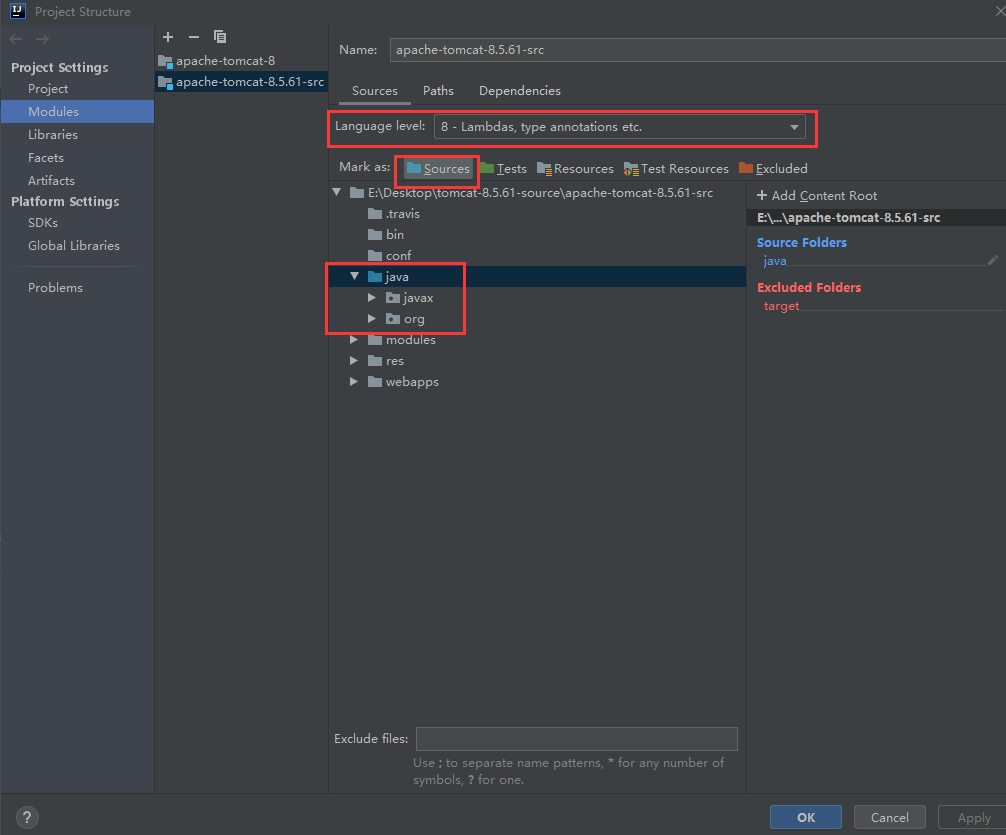 Project Structure
Project Settings
Project
Modules
Libraries
Facets
Artifacts
Platform Settings
SDKs
Global Libraries
Problems
apache-tomcat-8
apache-tomcat-8.5.61-src
Name: apache-tomcat-8.5.61-src
Sources Paths Dependencies
Language level: 8 - Lambdas, type annotations etc.
Mark as: Sources Tests Resources Test Resources Excluded
E:\Desktop\tomcat-8.5.61-source\apache-tomcat-8.5.61-src
.travis
bin
conf
java
javax
org
modules
res
webapps
+ Add Content Root
E:\...\apache-tomcat-8.5.61-src
Source Folders
java
Excluded Folders
target
Exclude files:
Use ; to separate name patterns, * for any number of
symbols, ? for one.
? OK Cancel Apply